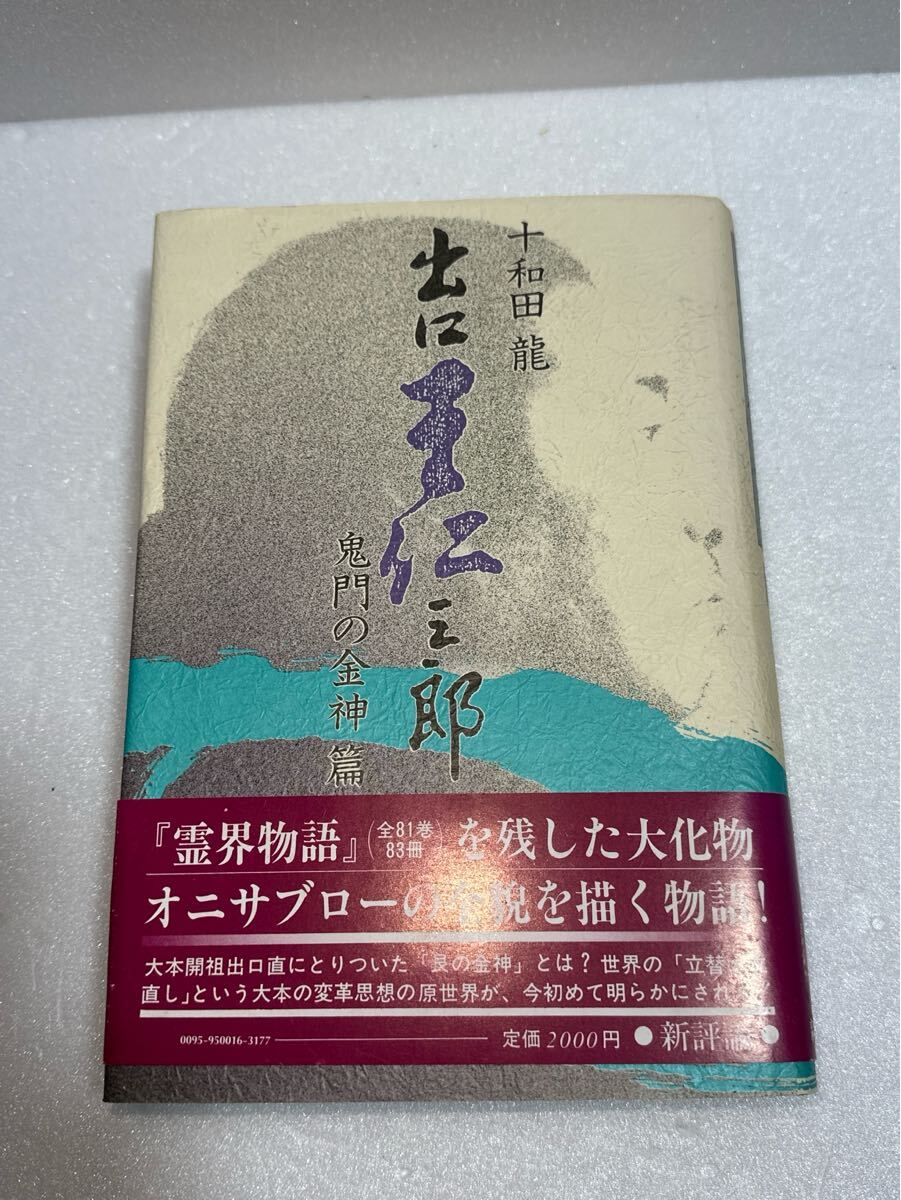 十和田 龍
出口王仁三郎
鬼門の金神 篇
『霊界物語』(全81巻83冊)を残した大化物
オニサブローの全貌を描く物語!
大本開祖出口直にとりついた「艮の金神」とは?世界の「立替
直し」という大本の変革思想の原世界が、今初めて明らかにされ
0095-950016-3177
定価2000円 ●新評論●